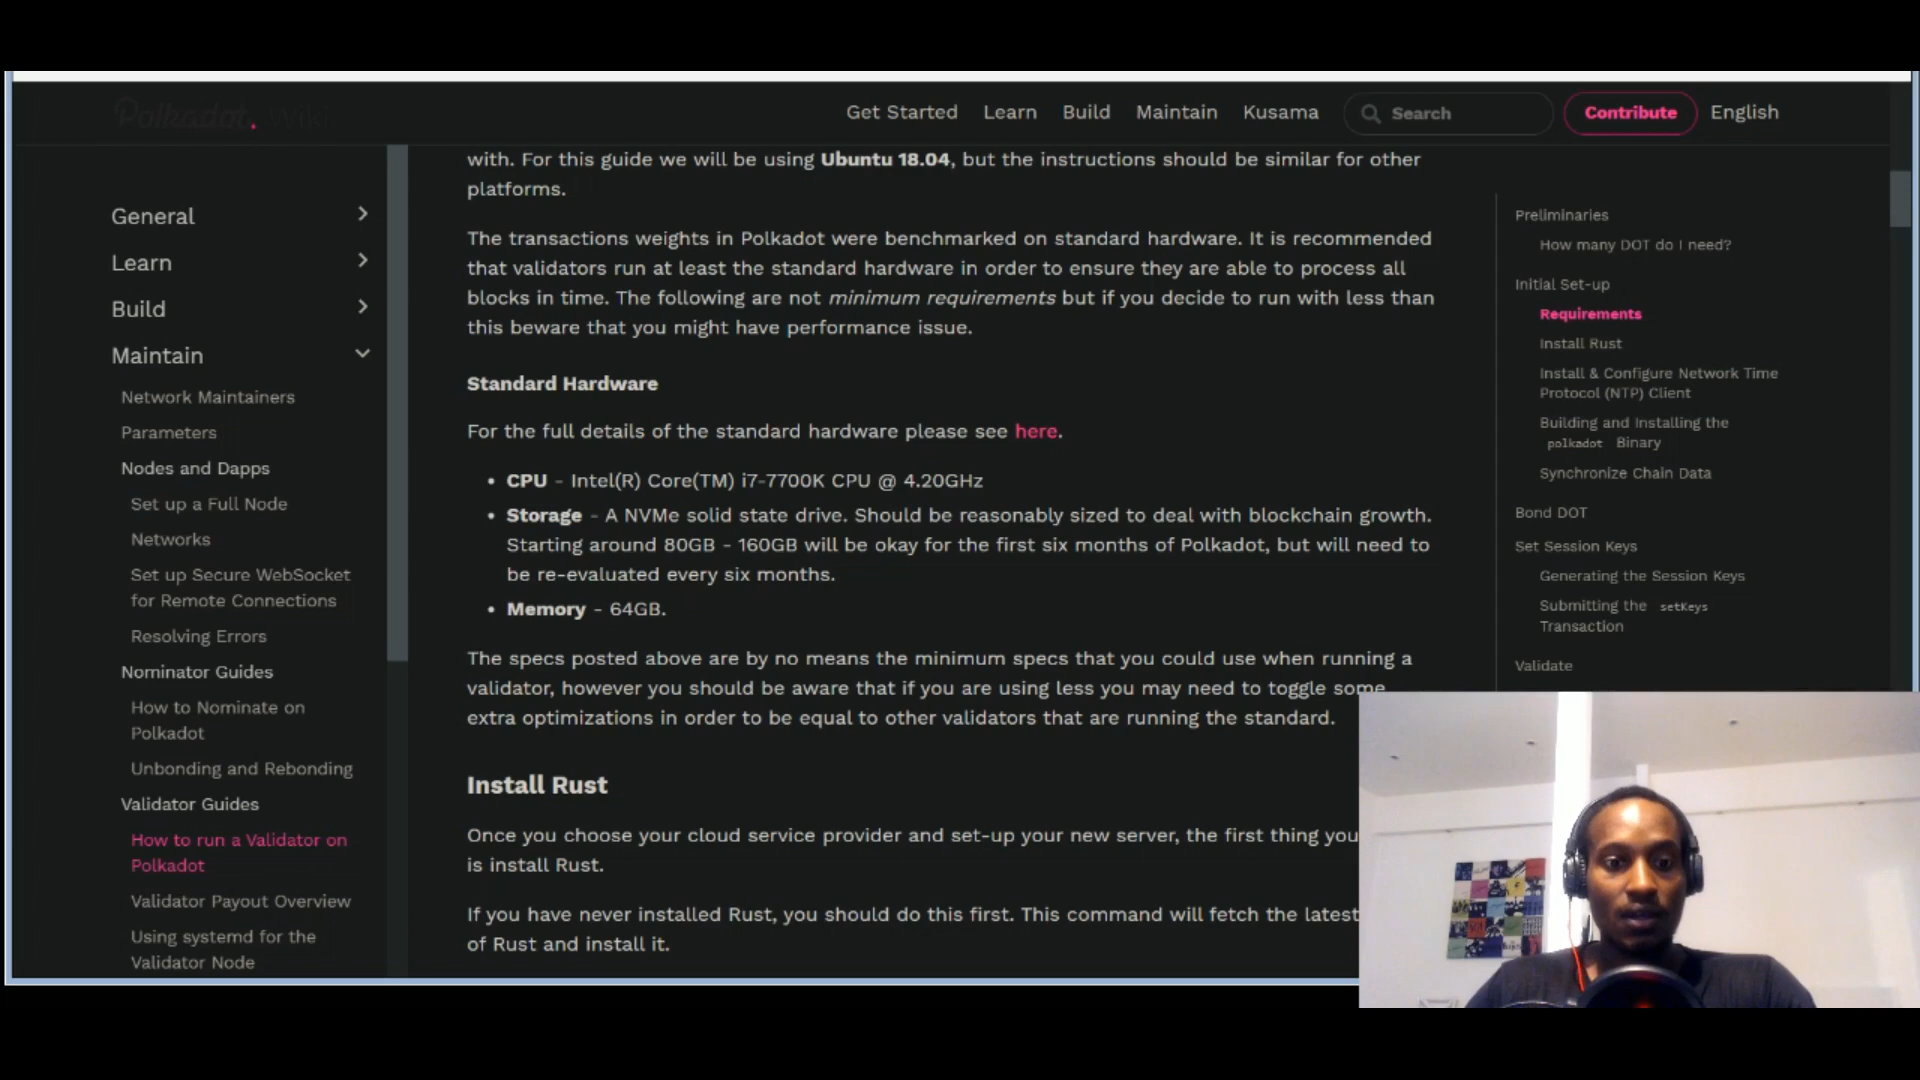 Polkadot. Wiki
Get Started Learn Build Maintain Kusama Search Contribute English
General
Learn
Build
Maintain
Network Maintainers
Parameters
Nodes and Dapps
Set up a Full Node
Networks
Set up Secure WebSocket
for Remote Connections
Resolving Errors
Nominator Guides
How to Nominate on
Polkadot
Unbonding and Rebonding
Validator Guides
How to run a Validator on
Polkadot
Validator Payout Overview
Using systemd for the
Validator Node
with. For this guide we will be using Ubuntu 18.04, but the instructions should be similar for other
platforms.
The transactions weights in Polkadot were benchmarked on standard hardware. It is recommended
that validators run at least the standard hardware in order to ensure they are able to process all
blocks in time. The following are not minimum requirements but if you decide to run with less than
this beware that you might have performance issue.
Standard Hardware
For the full details of the standard hardware please see here.
• CPU - Intel(R) Core(TM) i7-7700K CPU @ 4.20GHz
• Storage - A NVMe solid state drive. Should be reasonably sized to deal with blockchain growth.
Starting around 80GB - 160GB will be okay for the first six months of Polkadot, but will need to
be re-evaluated every six months.
• Memory - 64GB.
The specs posted above are by no means the minimum specs that you could use when running a
validator, however you should be aware that if you are using less you may need to toggle some
extra optimizations in order to be equal to other validators that are running the standard.
Install Rust
Once you choose your cloud service provider and set-up your new server, the first thing you
is install Rust.
If you have never installed Rust, you should do this first. This command will fetch the latest
of Rust and install it.
Preliminaries
How many DOT do I need?
Initial Set-up
Requirements
Install Rust
Install & Configure Network Time
Protocol (NTP) Client
Building and Installing the
polkadot Binary
Synchronize Chain Data
Bond DOT
Set Session Keys
Generating the Session Keys
Submitting the setKeys
Transaction
Validate